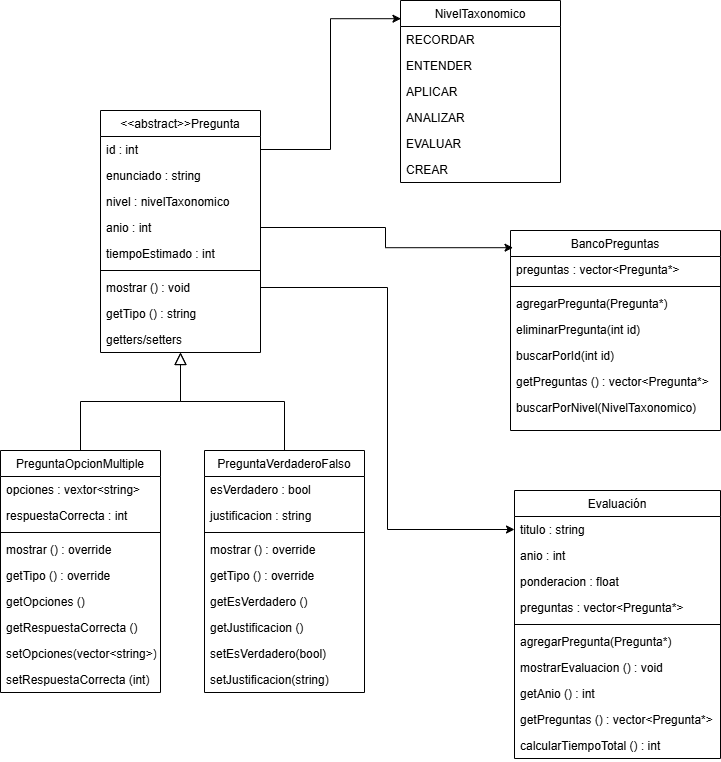 NivelTaxonomico
RECORDAR
ENTENDER
APLICAR
ANALIZAR
EVALUAR
CREAR
<<abstract>>Pregunta
id : int
enunciado : string
nivel : nivelTaxonomico
anio : int
tiempoEstimado : int
mostrar () : void
getTipo () : string
getters/setters
BancoPreguntas
preguntas : vector<Pregunta*>
agregarPregunta(Pregunta*)
eliminarPregunta(int id)
buscarPorId(int id)
getPreguntas () : vector<Pregunta*>
buscarPorNivel(NivelTaxonomico)
PreguntaOpcionMultiple
opciones : vextor<string>
respuestaCorrecta : int
mostrar () : override
getTipo () : override
getOpciones ()
getRespuestaCorrecta ()
setOpciones(vector<string>)
setRespuestaCorrecta (int)
PreguntaVerdaderoFalso
esVerdadero : bool
justificacion : string
mostrar () : override
getTipo () : override
getEsVerdadero ()
getJustificacion ()
setEsVerdadero(bool)
setJustificacion(string)
Evaluación
titulo : string
anio : int
ponderacion : float
preguntas : vector<Pregunta*>
agregarPregunta(Pregunta*)
mostrarEvaluacion () : void
getAnio () : int
getPreguntas () : vector<Pregunta*>
calcularTiempoTotal () : int